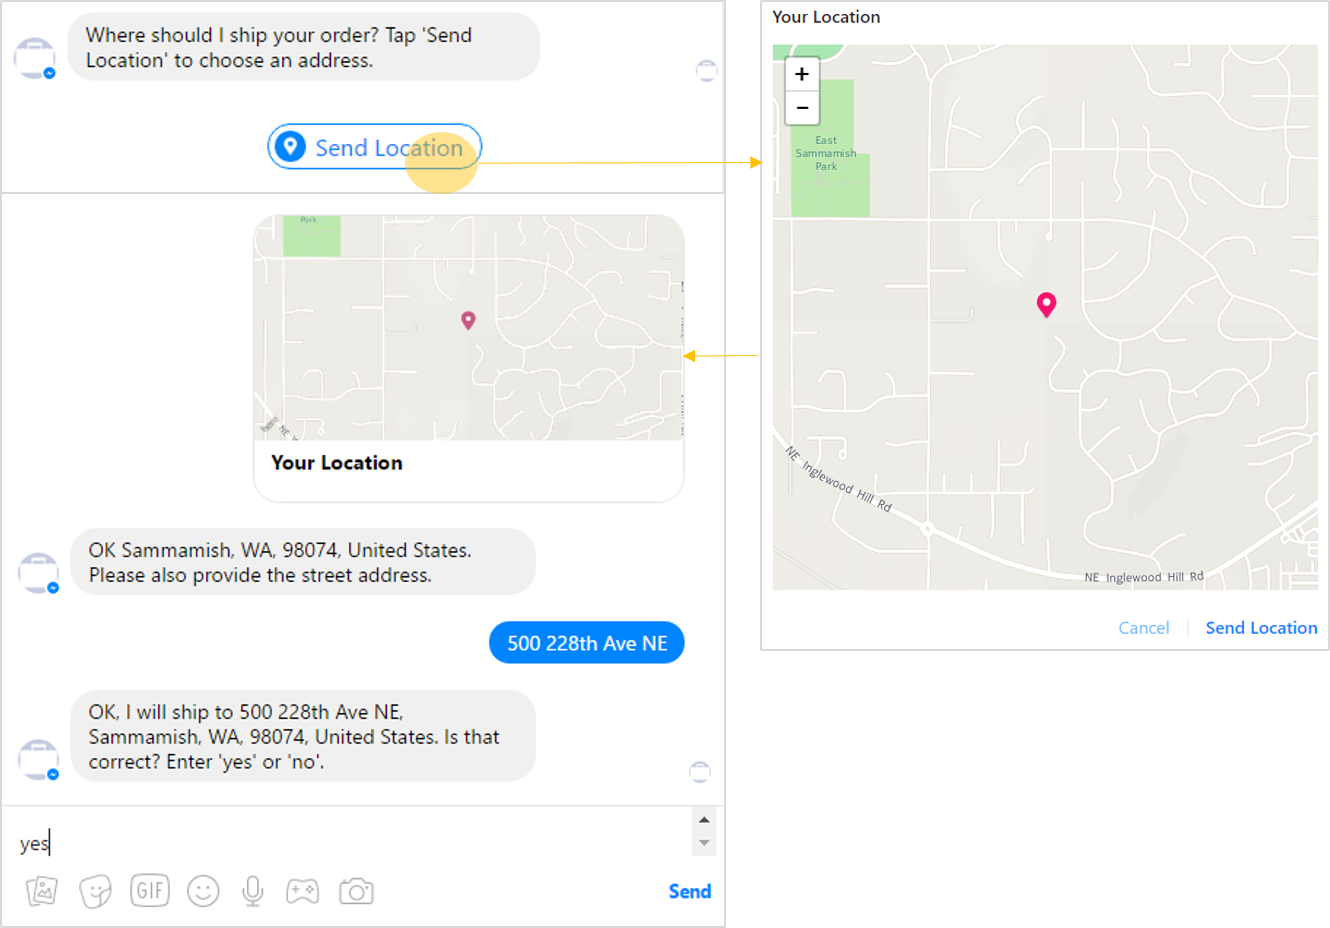 Where should I ship your order? Tap 'Send
Location' to choose an address.
Send Location
Park
Your Location
OK Sammamish, WA, 98074, United States.
Please also provide the street address.
500 228th Ave NE
OK, I will ship to 500 228th Ave NE,
Sammamish, WA, 98074, United States. Is that
correct? Enter 'yes' or 'no'.
yes
GIF
Send
Your Location
+
−
East
Sammamish
Park
NE Inglewood Hill Rd
NE Inglewood Hill Rd
Cancel
Send Location